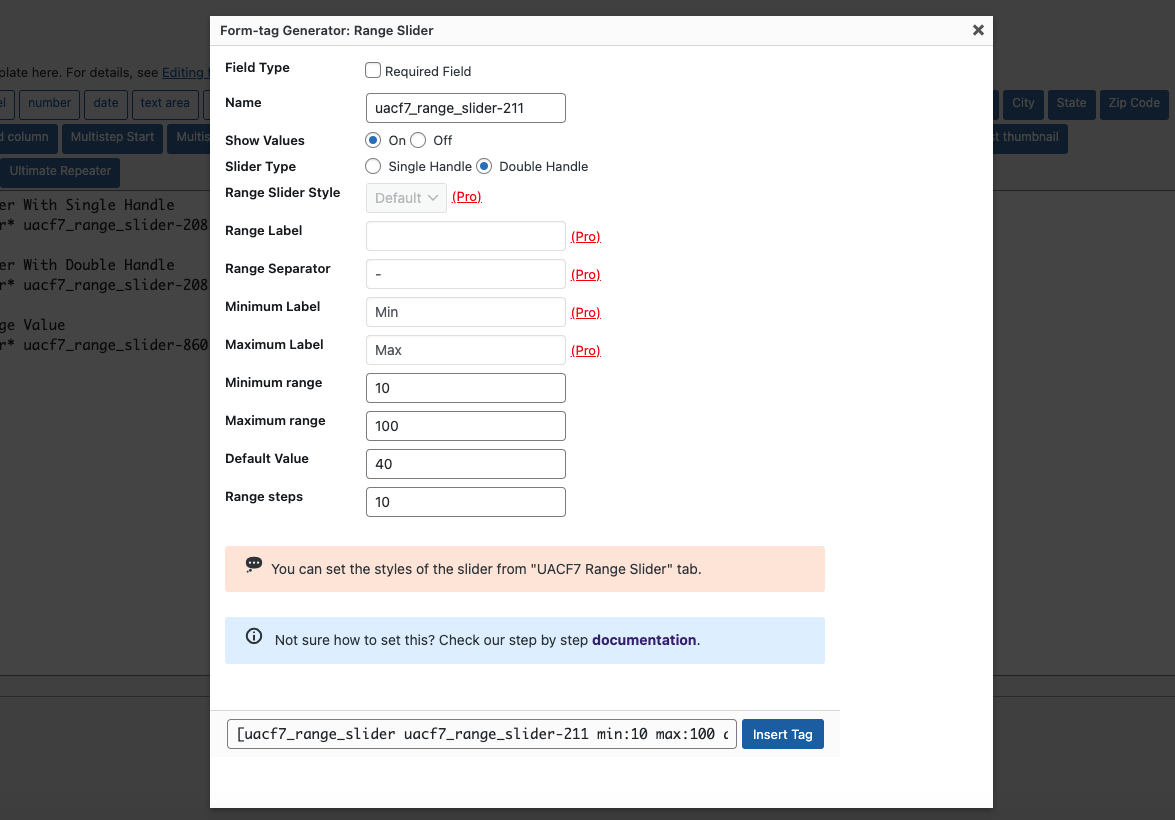 Form-tag Generator: Range Slider
plate here. For details, see Editing
number date text area City State Zip Code
d column Multistep Start Multis t thumbnail
Ultimate Repeater
er With Single Handle
r* uacf7_range_slider-208
er With Double Handle
r* uacf7_range_slider-208
ge Value
r* uacf7_range_slider-860
Field Type Required Field
Name uacf7_range_slider-211
Show Values On Off
Slider Type Single Handle Double Handle
Range Slider Style Default (Pro)
Range Label (Pro)
Range Separator - (Pro)
Minimum Label Min (Pro)
Maximum Label Max (Pro)
Minimum range 10
Maximum range 100
Default Value 40
Range steps 10
You can set the styles of the slider from "UACF7 Range Slider" tab.
Not sure how to set this? Check our step by step documentation.
[uacf7_range_slider uacf7_range_slider-211 min:10 max:100 Insert Tag